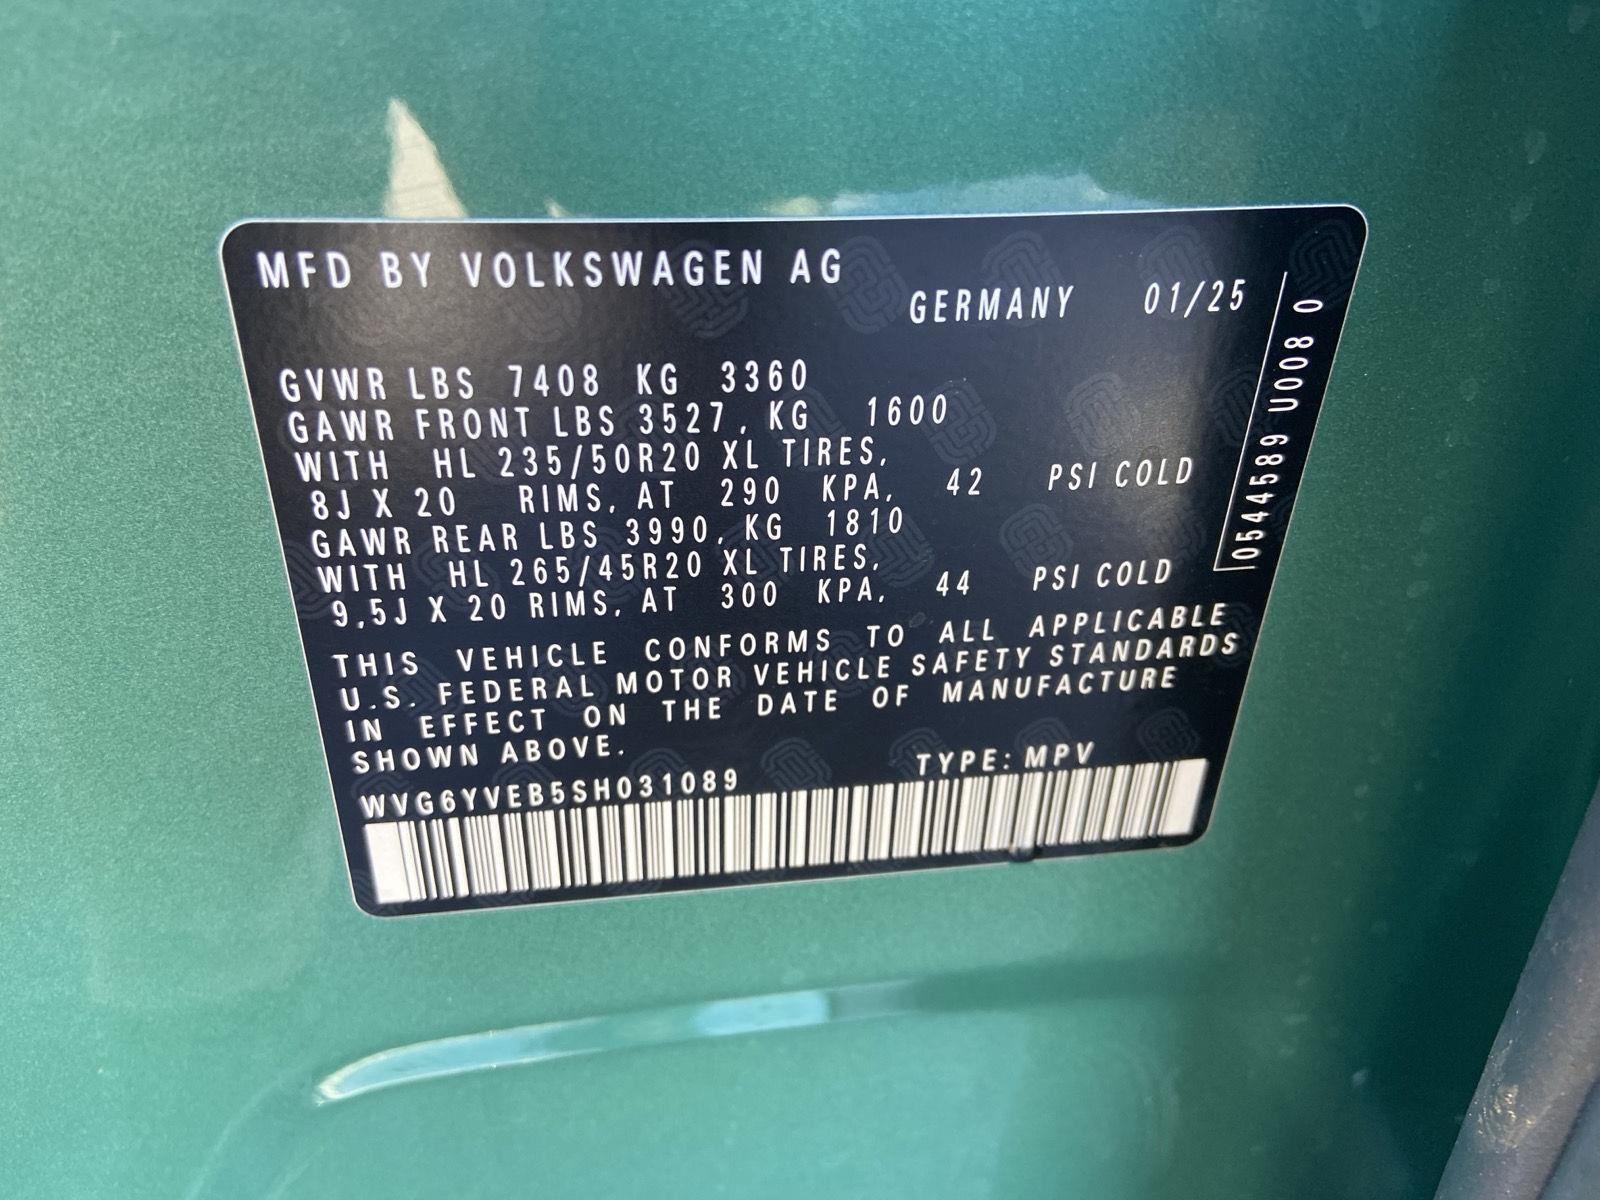 MFD BY VOLKSWAGEN AG
GERMANY 01/25
GVWR LBS 7408 KG 3360
GAWR FRONT LBS 3527, KG 1600
WITH HL 235/50R20 XL TIRES,
8J X 20 RIMS, AT 290 KPA, 42 PSI COLD
GAWR REAR LBS 3990, KG 1810
WITH HL 265/45R20 XL TIRES,
9,5J X 20 RIMS, AT 300 KPA, 44 PSI COLD
THIS VEHICLE CONFORMS TO ALL APPLICABLE
U.S. FEDERAL MOTOR VEHICLE SAFETY STANDARDS
IN EFFECT ON THE DATE OF MANUFACTURE
SHOWN ABOVE.
WVG6YVEB5SH031089 TYPE: MPV
0544589 U008 0